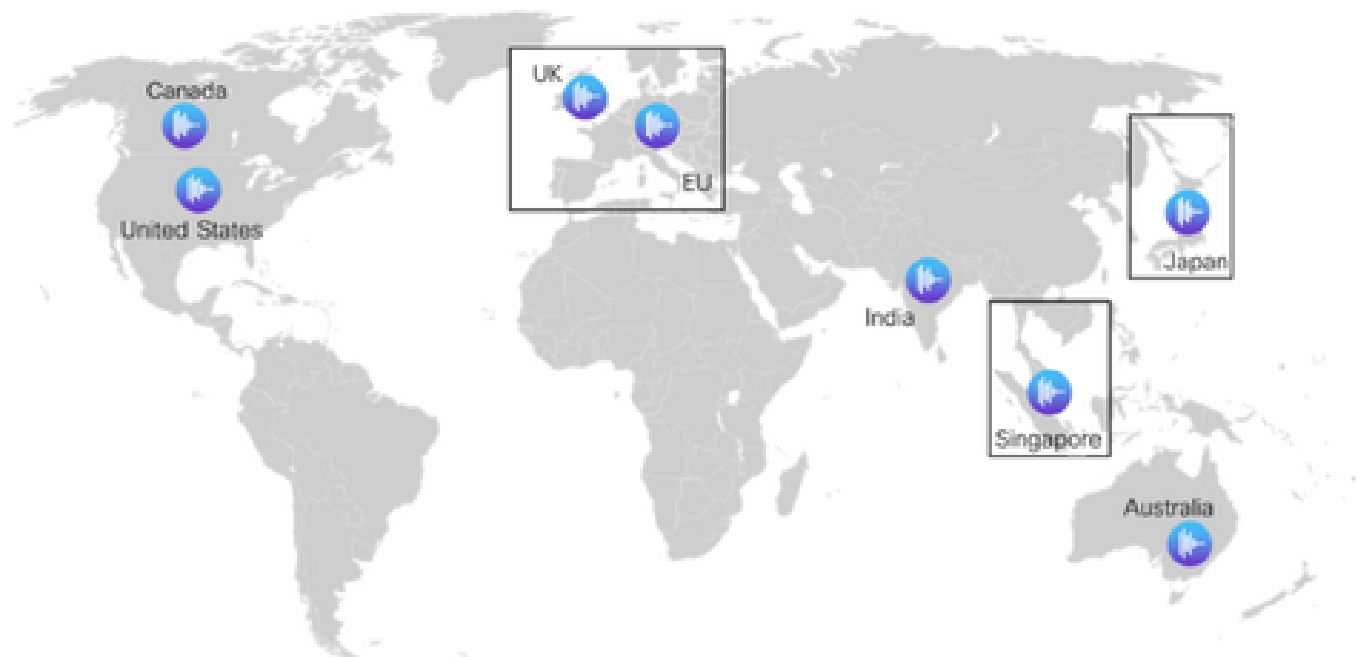 Canada
United States
UK
EU
India
Japan
Singapore
Australia